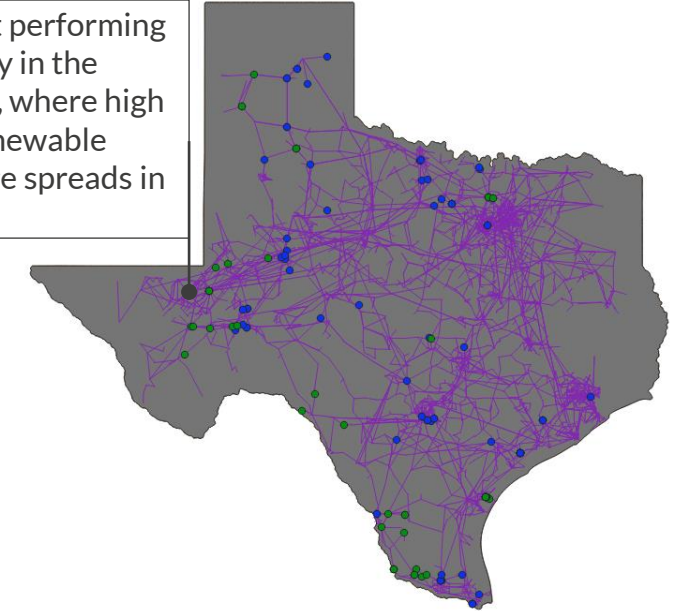 t performing
y in the
, where high
newable
e spreads in